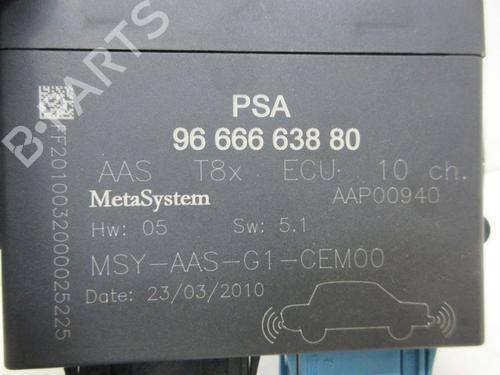 PSA
96 666 638 80
AAS T8x ECU 10 ch.
MetaSystem AAP00940
Hw: 05 Sw: 5.1
MSY-AAS-G1-CEM00
Date: 23/03/2010
FF20100320000025225
B-PARTS